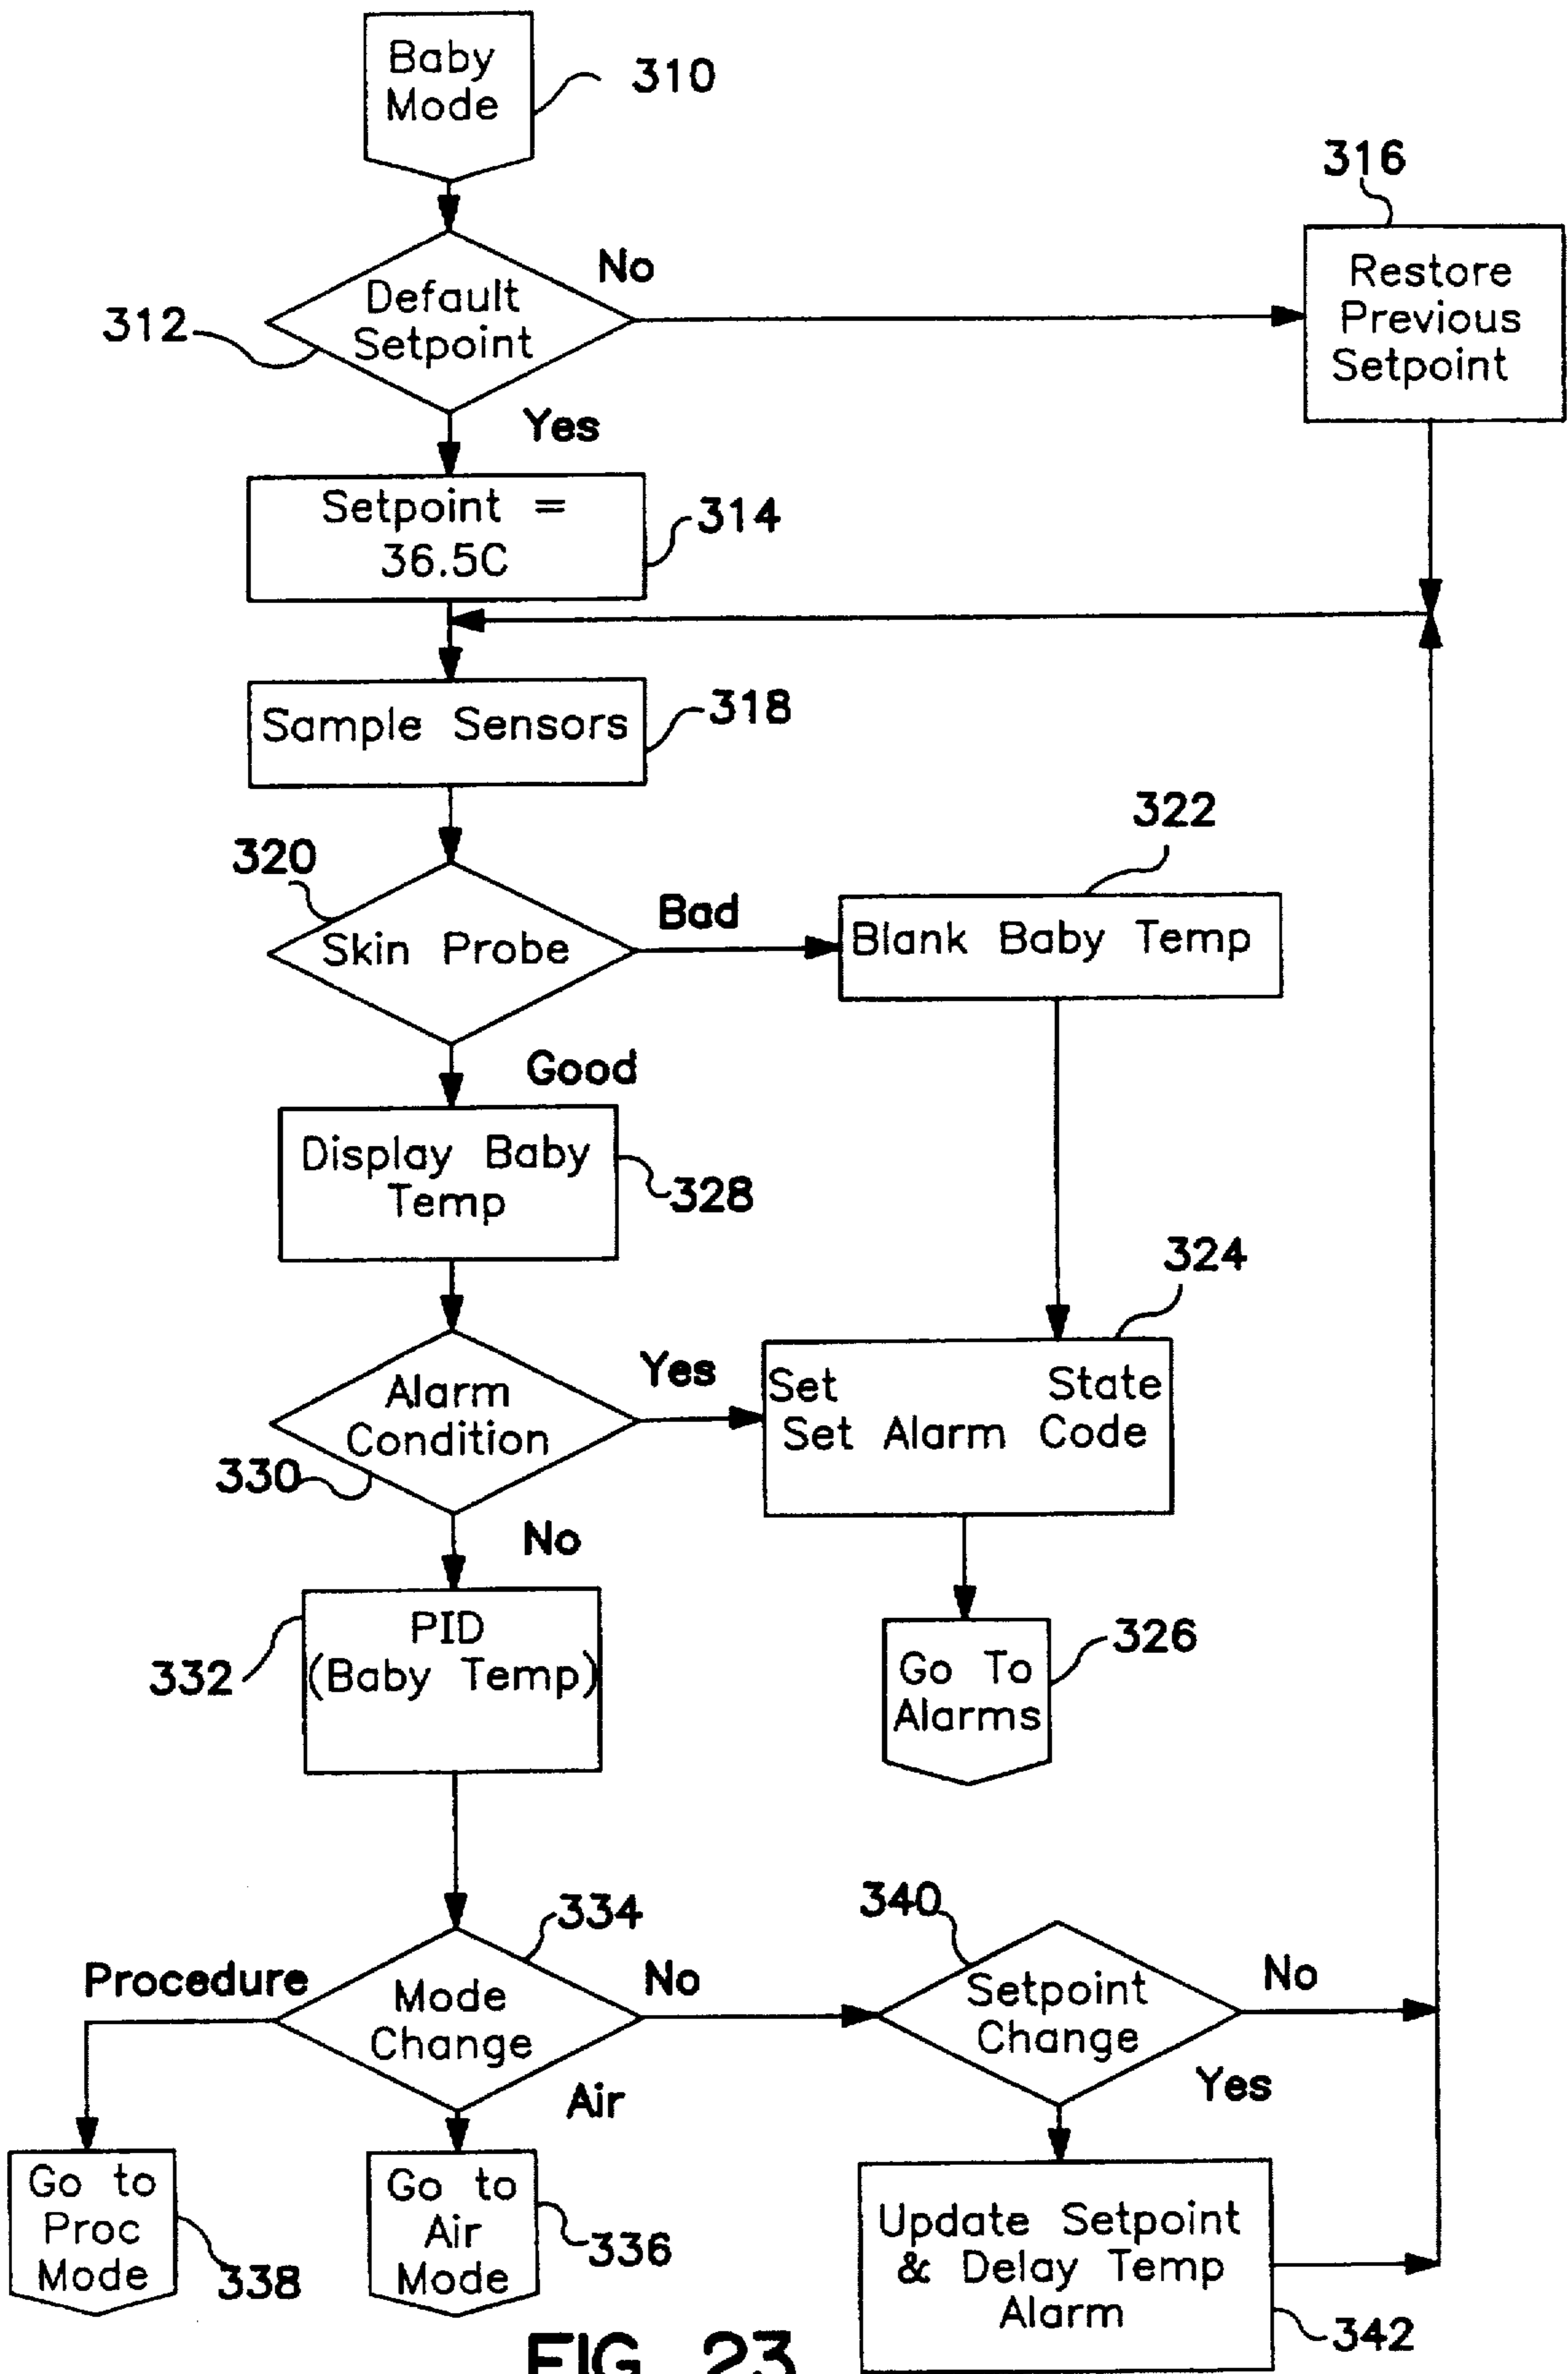 Baby
Mode
310
316
Default
Setpoint
No
312
Restore
Previous
Setpoint
Yes
Setpoint =
36.5C
314
Sample Sensors
318
320
Skin Probe
Bad
322
Blank Baby Temp
Good
Display Baby
Temp
328
324
Alarm
Condition
Yes
330
Set State
Set Alarm Code
No
PID
(Baby Temp)
332
326
Go To
Alarms
334
340
Procedure
Mode
Change
No
Setpoint
Change
No
Air
Yes
Go to
Proc
Mode
338
Go to
Air
Mode
336
Update Setpoint
& Delay Temp
Alarm
342
FIG. 23